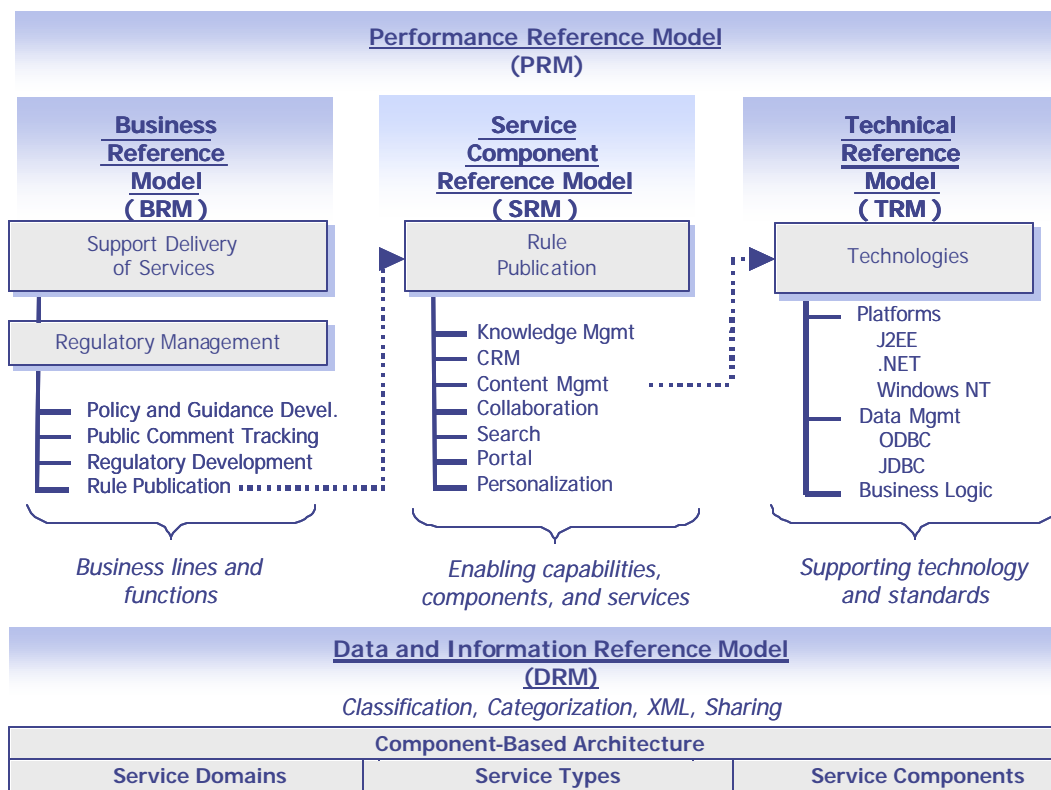 Performance Reference Model
(PRM)
Business
Reference
Model
( BRM )
Support Delivery
of Services
Regulatory Management
Policy and Guidance Devel.
Public Comment Tracking
Regulatory Development
Rule Publication
Business lines and
functions
Service
Component
Reference Model
( SRM )
Rule
Publication
Knowledge Mgmt
CRM
Content Mgmt
Collaboration
Search
Portal
Personalization
Enabling capabilities,
components, and services
Technical
Reference
Model
( TRM )
Technologies
Platforms
J2EE
.NET
Windows NT
Data Mgmt
ODBC
JDBC
Business Logic
Supporting technology
and standards
Data and Information Reference Model
(DRM)
Classification, Categorization, XML, Sharing
Component-Based Architecture
Service Domains
Service Types
Service Components